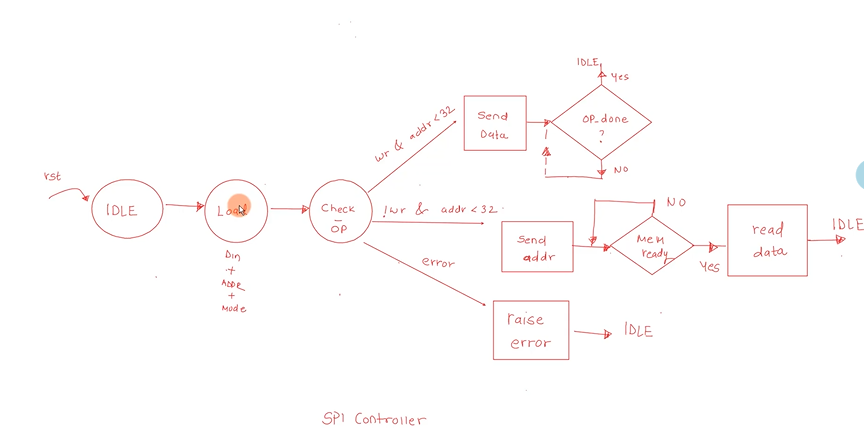 IDLE
Yes
Send
Data
OP_done
?
NO
wr & addr < 32
rst
IDLE
Load
Din
+
ADDR
+
Mode
Check
_
OP
!wr & addr < 32
NO
Send
addr
Mem
ready
Yes
read
data
IDLE
error
raise
error
IDLE
SPI Controller